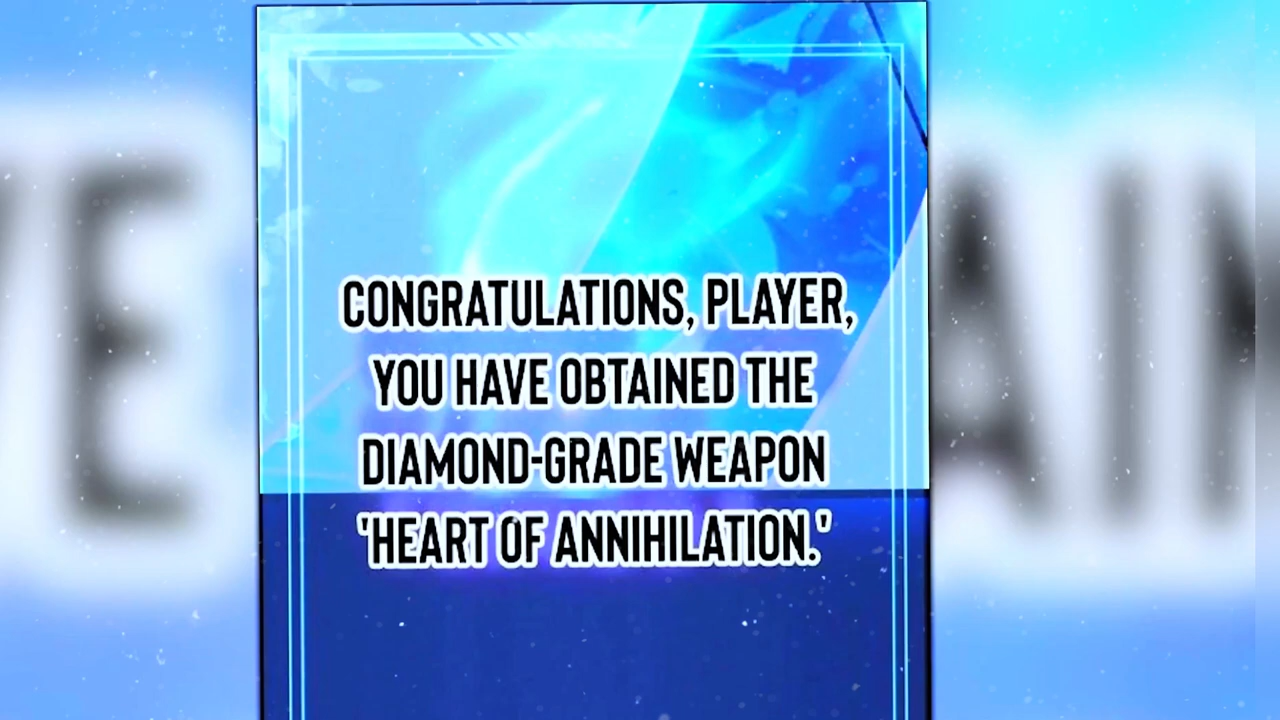 CONGRATULATIONS, PLAYER,
YOU HAVE OBTAINED THE
DIAMOND-GRADE WEAPON
'HEART OF ANNIHILATION.'